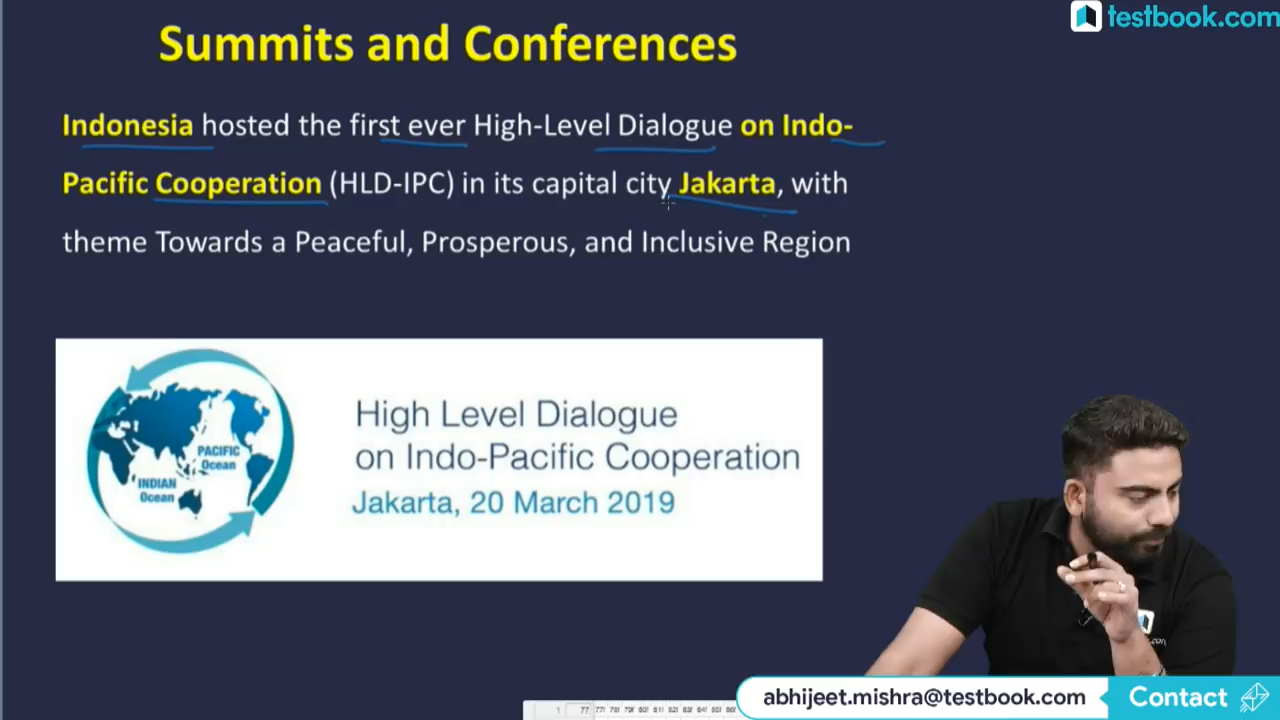 testbook.com
Summits and Conferences
Indonesia hosted the first ever High-Level Dialogue on Indo-
Pacific Cooperation (HLD-IPC) in its capital city Jakarta, with
theme Towards a Peaceful, Prosperous, and Inclusive Region
High Level Dialogue
on Indo-Pacific Cooperation
Jakarta, 20 March 2019
PACIFIC
Ocean
INDIAN
Ocean
abhijeet.mishra@testbook.com
Contact
1 77